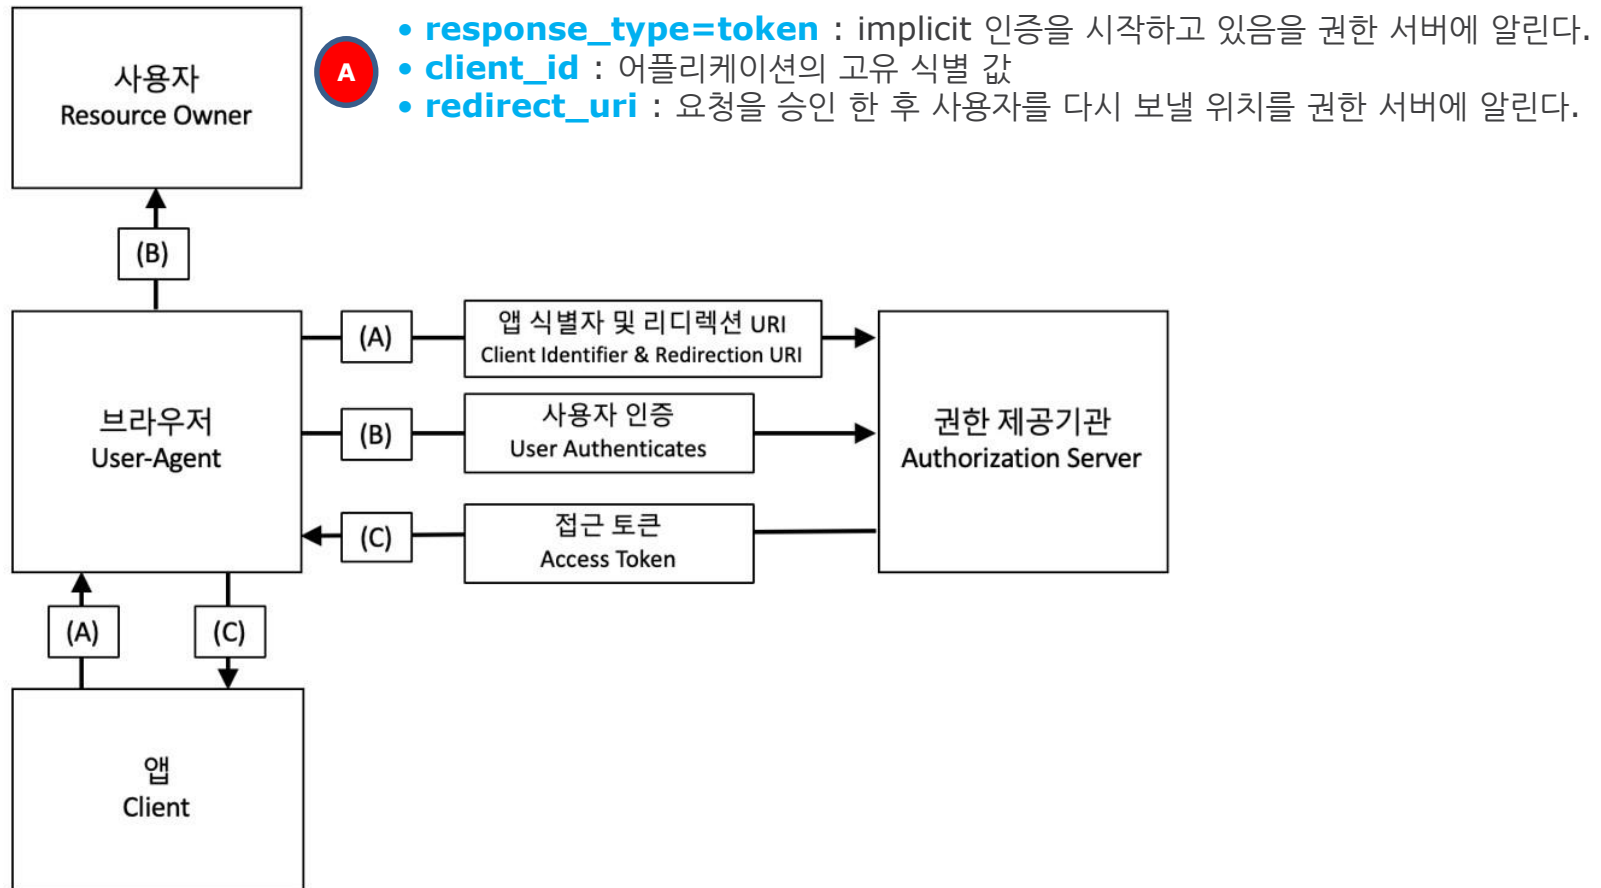 사용자
Resource Owner
A
• response_type=token : implicit 인증을 시작하고 있음을 권한 서버에 알린다.
• client_id : 어플리케이션의 고유 식별 값
• redirect_uri : 요청을 승인 한 후 사용자를 다시 보낼 위치를 권한 서버에 알린다.
(B)
브라우저
User-Agent
(A)
앱 식별자 및 리디렉션 URI
Client Identifier & Redirection URI
(B)
사용자 인증
User Authenticates
(C)
접근 토큰
Access Token
권한 제공기관
Authorization Server
(A)
(C)
앱
Client